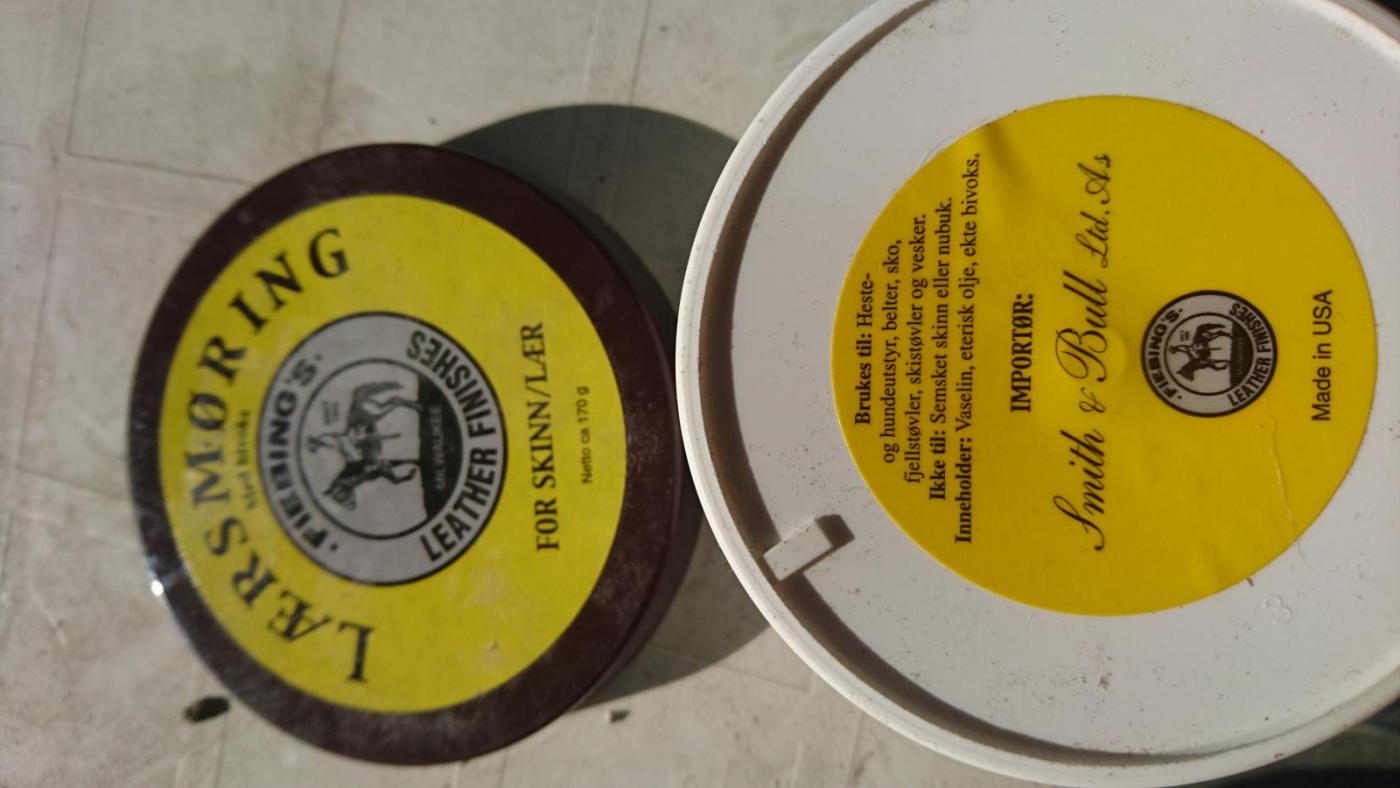 LÆRSMØRING
Med bivoks
·FIEBING'S·
MILWAUKEE
LEATHER FINISHES
FOR SKINN/LÆR
Netto ca 170 g
Brukes til: Heste-
og hundeutstyr, belter, sko,
fjellstøvler, skistøvler og vesker.
Ikke til: Semsket skinn eller nubuk.
Inneholder: Vaselin, eterisk olje, ekte bivoks.
IMPORTØR:
Smith & Bull Ltd. As
·FIEBING'S·
LEATHER FINISHES
Made in USA
3